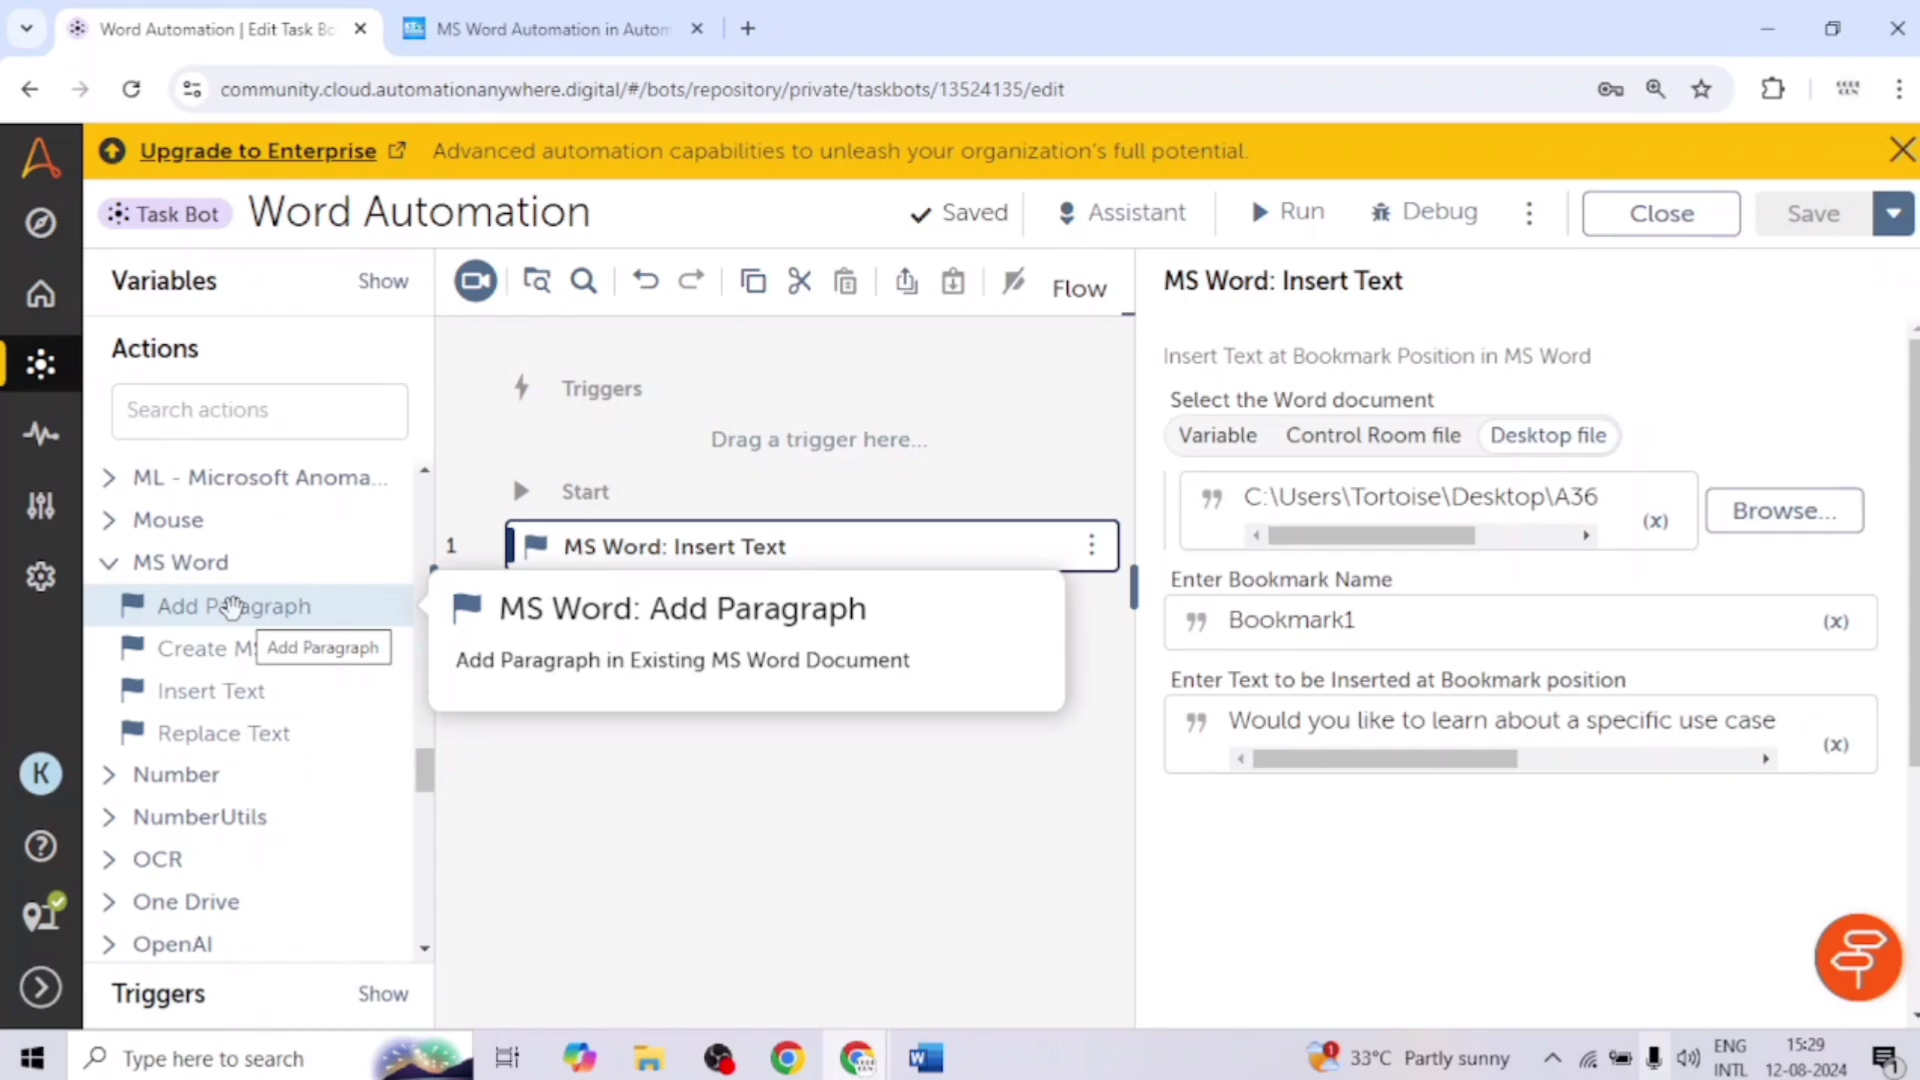 Word Automation | Edit Task Bo
MS Word Automation in Autom
community.cloud.automationanywhere.digital/#/bots/repository/private/taskbots/13524135/edit
Upgrade to Enterprise
Advanced automation capabilities to unleash your organization's full potential.
Task Bot
Word Automation
Saved
Assistant
Run
Debug
Close
Save
Variables
Show
Flow
MS Word: Insert Text
Actions
Search actions
ML - Microsoft Anoma...
Mouse
MS Word
Add Paragraph
Create MS
Add Paragraph
Insert Text
Replace Text
Number
NumberUtils
OCR
One Drive
OpenAI
Triggers
Show
Triggers
Drag a trigger here...
Start
1
MS Word: Insert Text
MS Word: Add Paragraph
Add Paragraph in Existing MS Word Document
Insert Text at Bookmark Position in MS Word
Select the Word document
Variable
Control Room file
Desktop file
C:\Users\Tortoise\Desktop\A36
(x)
Browse...
Enter Bookmark Name
Bookmark1
(x)
Enter Text to be Inserted at Bookmark position
Would you like to learn about a specific use case
(x)
K
Type here to search
33°C Partly sunny
ENG
INTL
15:29
12-08-2024
1